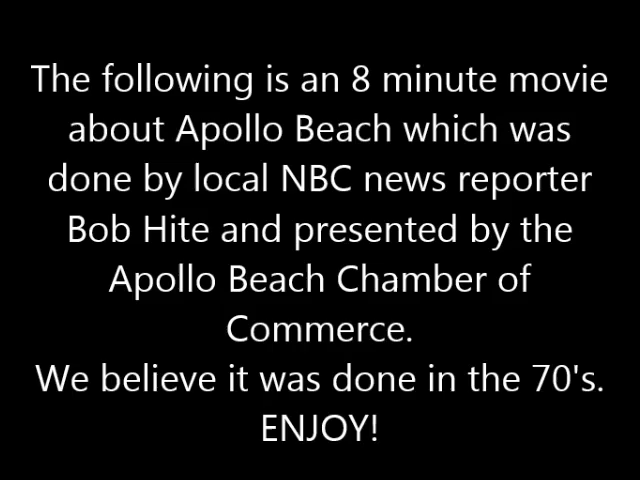 The following is an 8 minute movie
about Apollo Beach which was
done by local NBC news reporter
Bob Hite and presented by the
Apollo Beach Chamber of
Commerce.
We believe it was done in the 70's.
ENJOY!